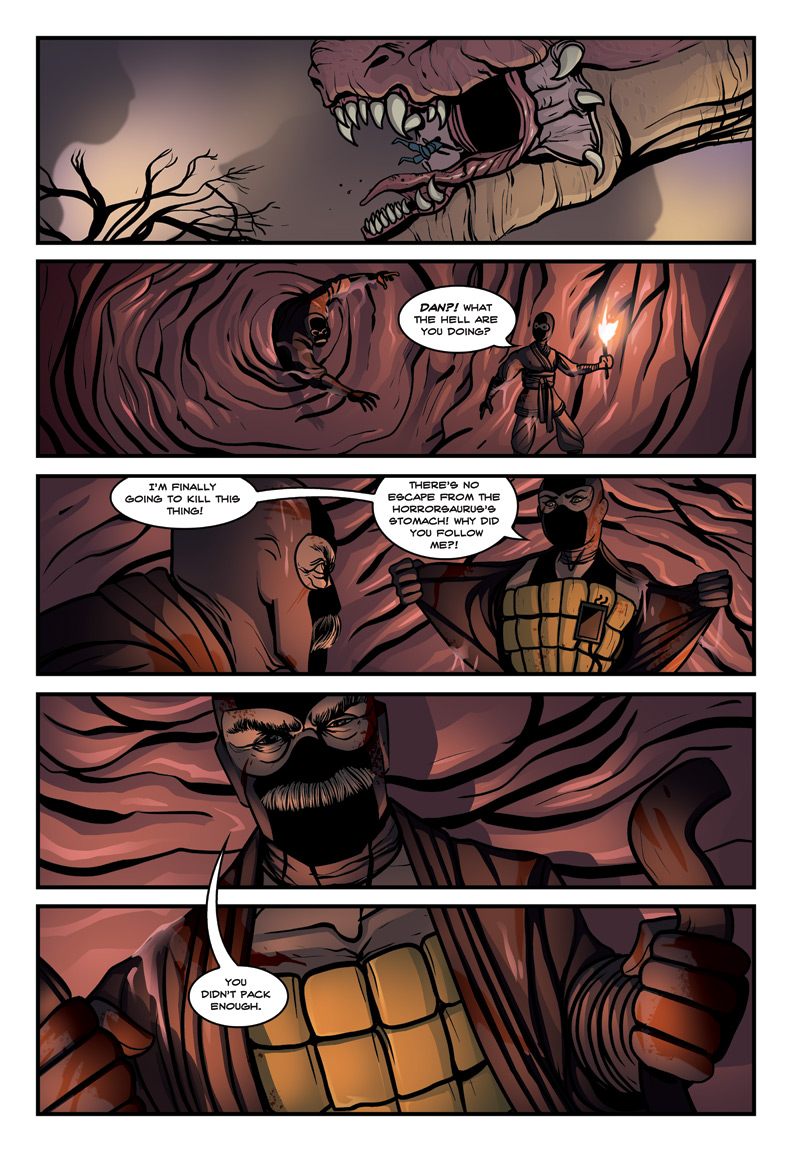 DAN?! WHAT
THE HELL ARE
YOU DOING?
I'M FINALLY
GOING TO KILL THIS
THING!
THERE'S NO
ESCAPE FROM THE
HORRORSAURUS'S
STOMACH! WHY DID
YOU FOLLOW
ME?!
YOU
DIDN'T PACK
ENOUGH.